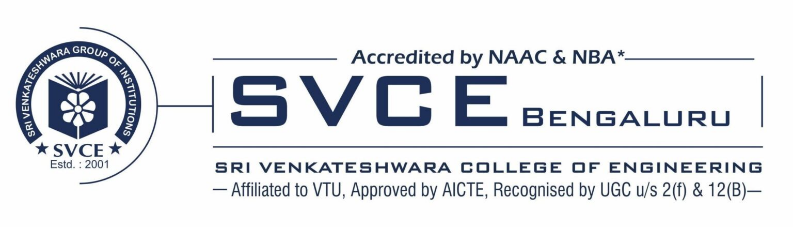 SRI VENKATESHWARA GROUP OF INSTITUTIONS
SVCE
Estd. : 2001
Accredited by NAAC & NBA*
SVCE BENGALURU
SRI VENKATESHWARA COLLEGE OF ENGINEERING
Affiliated to VTU, Approved by AICTE, Recognised by UGC u/s 2(f) & 12(B)